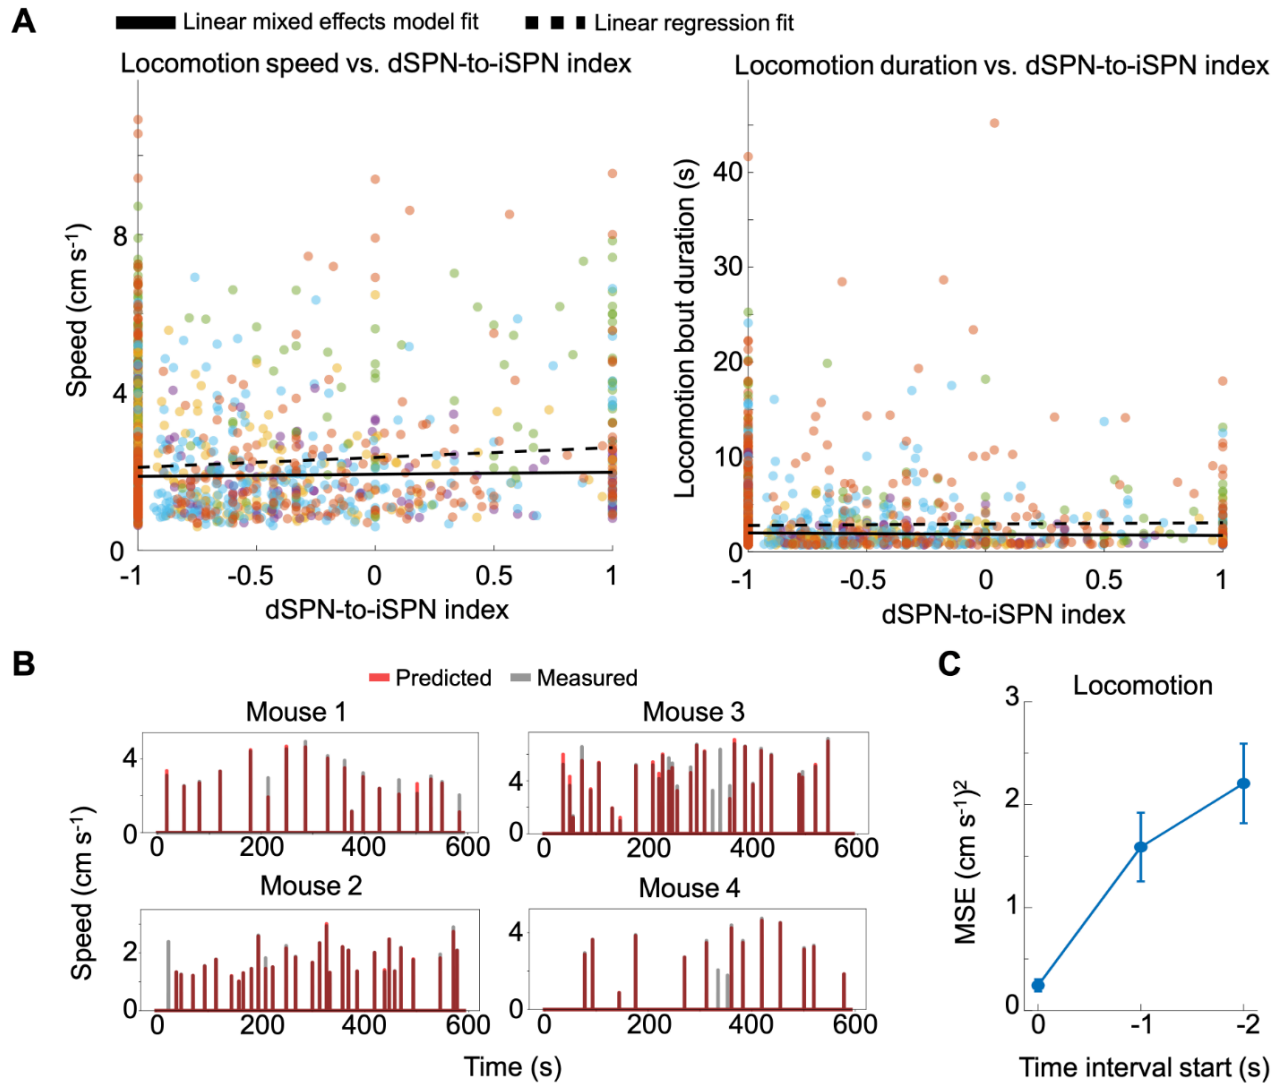 A
Linear mixed effects model fit
Linear regression fit
Locomotion speed vs. dSPN-to-iSPN index
Speed (cm s⁻¹)
8
4
0
-1 -0.5 0 0.5 1
dSPN-to-iSPN index
Locomotion duration vs. dSPN-to-iSPN index
Locomotion bout duration (s)
40
30
20
10
0
-1 -0.5 0 0.5 1
dSPN-to-iSPN index
B
Predicted Measured
Speed (cm s⁻¹)
Mouse 1
4
0
0 200 400 600
Mouse 3
4
0
0 200 400 600
Mouse 2
2
0
0 200 400 600
Mouse 4
4
0
0 200 400 600
Time (s)
C
Locomotion
MSE (cm s⁻¹)²
3
2
1
0
0 -1 -2
Time interval start (s)